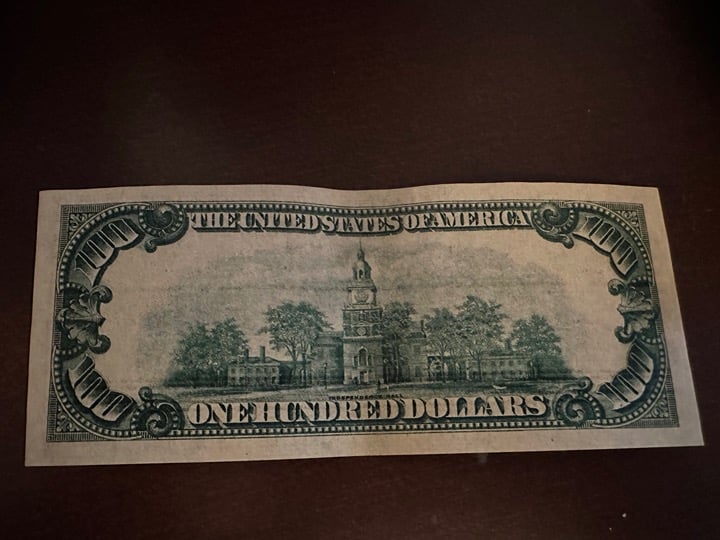 THE UNITED STATES OF AMERICA
100 100
INDEPENDENCE HALL
100 100
ONE HUNDRED DOLLARS